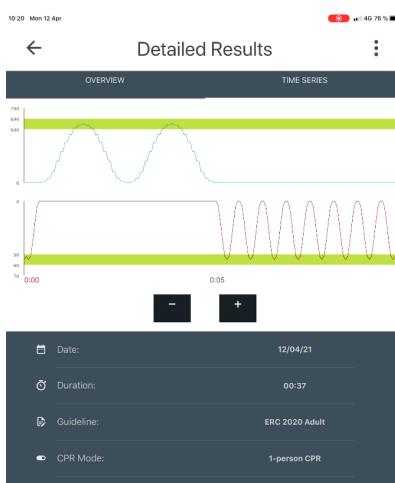 10:20 Mon 12 Apr
4G 76 %
Detailed Results
OVERVIEW
TIME SERIES
700
600
500
0
0
50
60
70
0:00
0:05
−
+
Date:
12/04/21
Duration:
00:37
Guideline:
ERC 2020 Adult
CPR Mode:
1-person CPR